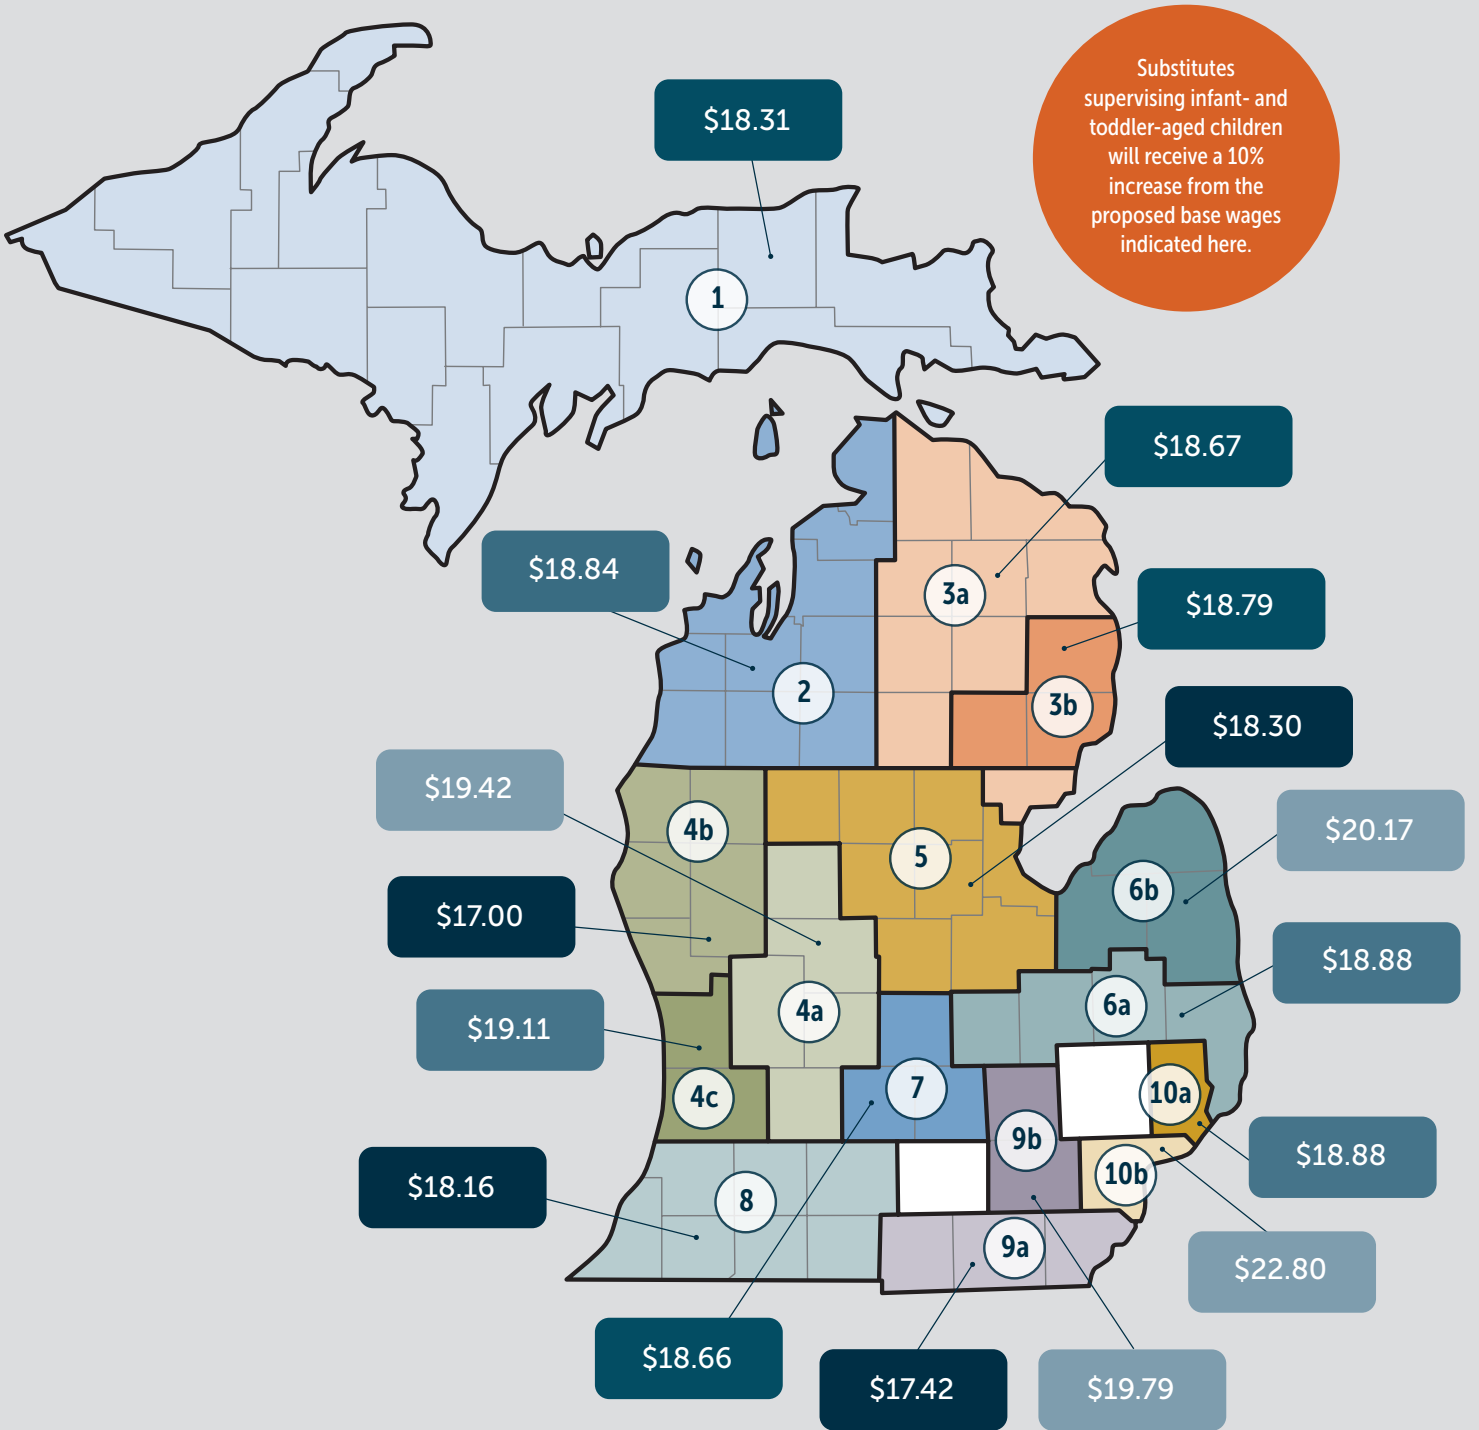 Substitutes
supervising infant- and
toddler-aged children
will receive a 10%
increase from the
proposed base wages
indicated here.
$18.31
1
$18.67
$18.84
3a
$18.79
2
3b
$18.30
$19.42
4b
5
$20.17
6b
$17.00
$18.88
4a
6a
$19.11
4c
7
10a
9b
$18.88
10b
$18.16
8
9a
$22.80
$18.66
$17.42
$19.79